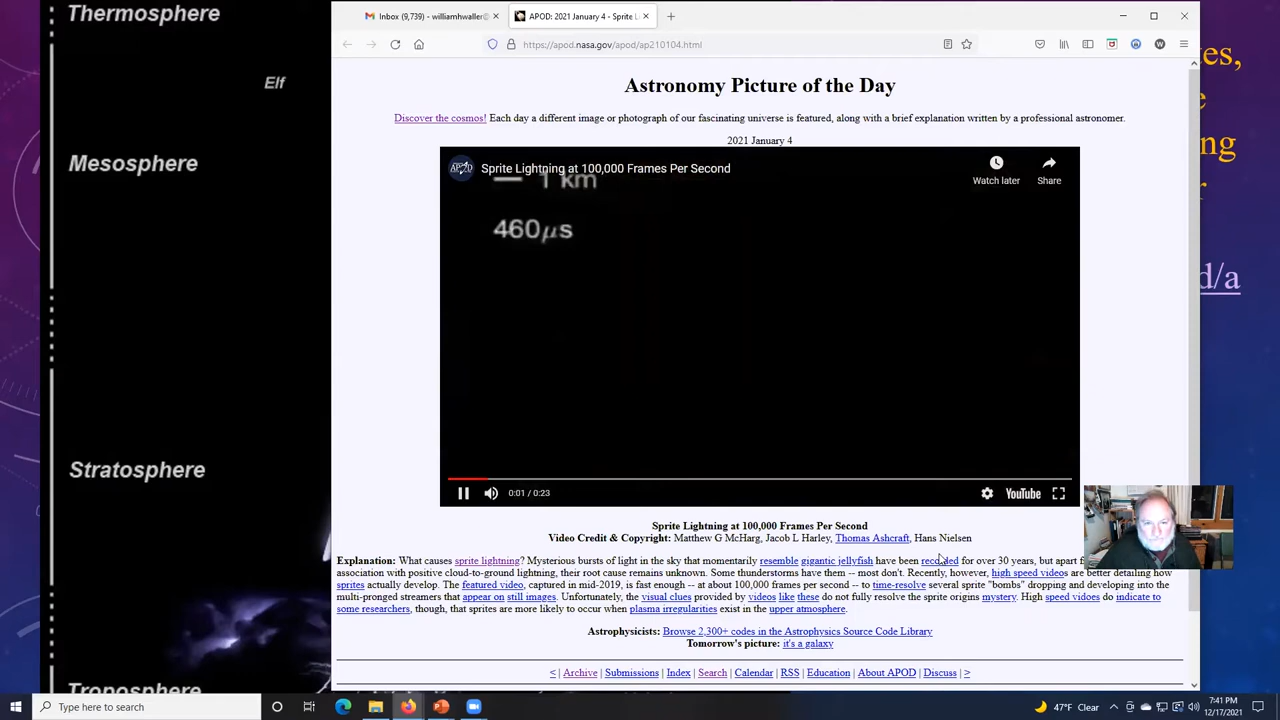 Thermosphere
Elf
Mesosphere
Stratosphere
Troposphere
es,
e
ng
r
d/a
Inbox (9,739) - williamhwaller@
APOD: 2021 January 4 - Sprite L
https://apod.nasa.gov/apod/ap210104.html
Astronomy Picture of the Day
Discover the cosmos! Each day a different image or photograph of our fascinating universe is featured, along with a brief explanation written by a professional astronomer.
2021 January 4
APOD
Sprite Lightning at 100,000 Frames Per Second
Watch later
Share
1 km
460μs
0:01 / 0:23
YouTube
Sprite Lightning at 100,000 Frames Per Second
Video Credit & Copyright: Matthew G McHarg, Jacob L Harley, Thomas Ashcraft, Hans Nielsen
Explanation: What causes sprite lightning? Mysterious bursts of light in the sky that momentarily resemble gigantic jellyfish have been recorded for over 30 years, but apart f
association with positive cloud-to-ground lightning, their root cause remains unknown. Some thunderstorms have them -- most don't. Recently, however, high speed videos are better detailing how
sprites actually develop. The featured video, captured in mid-2019, is fast enough -- at about 100,000 frames per second -- to time-resolve several sprite "bombs" dropping and developing into the
multi-pronged streamers that appear on still images. Unfortunately, the visual clues provided by videos like these do not fully resolve the sprite origins mystery. High speed vidoes do indicate to
some researchers, though, that sprites are more likely to occur when plasma irregularities exist in the upper atmosphere.
Astrophysicists: Browse 2,300+ codes in the Astrophysics Source Code Library
Tomorrow's picture: it's a galaxy
< | Archive | Submissions | Index | Search | Calendar | RSS | Education | About APOD | Discuss | >
Type here to search
47°F Clear
7:41 PM
12/17/2021